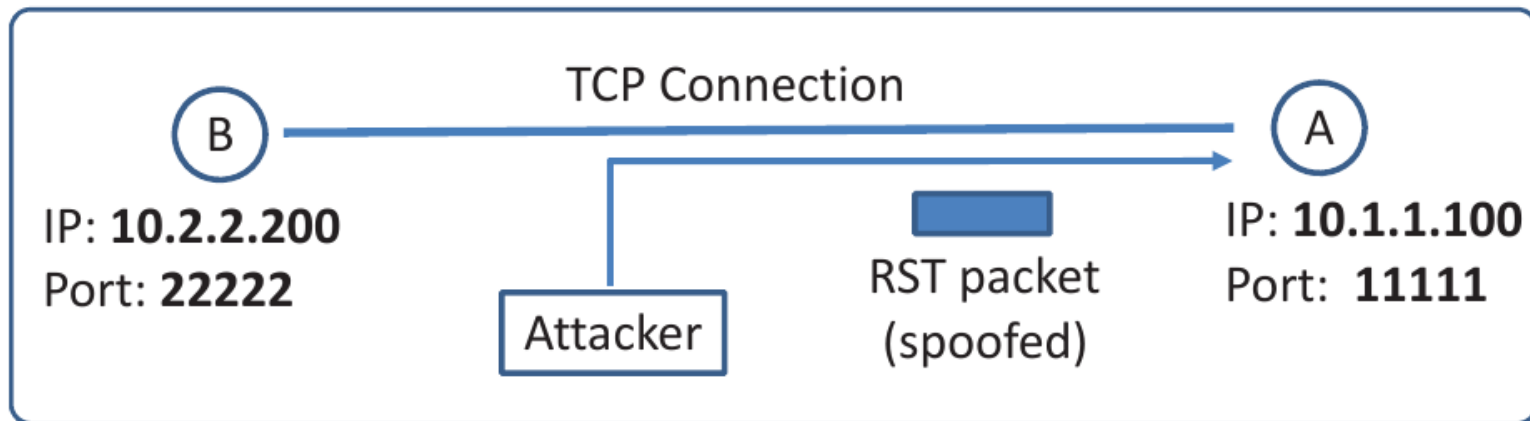 TCP Connection
B
A
IP: 10.2.2.200
Port: 22222
Attacker
RST packet
(spoofed)
IP: 10.1.1.100
Port: 11111